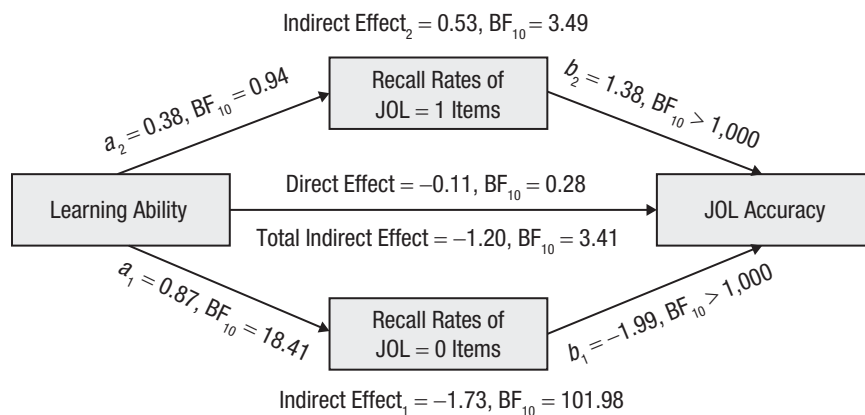 Indirect Effect₂ = 0.53, BF₁₀ = 3.49
a₂ = 0.38, BF₁₀ = 0.94
Recall Rates of
JOL = 1 Items
b₂ = 1.38, BF₁₀ > 1,000
Learning Ability
Direct Effect = −0.11, BF₁₀ = 0.28
Total Indirect Effect = −1.20, BF₁₀ = 3.41
JOL Accuracy
a₁ = 0.87, BF₁₀ = 18.41
Recall Rates of
JOL = 0 Items
b₁ = −1.99, BF₁₀ > 1,000
Indirect Effect₁ = −1.73, BF₁₀ = 101.98